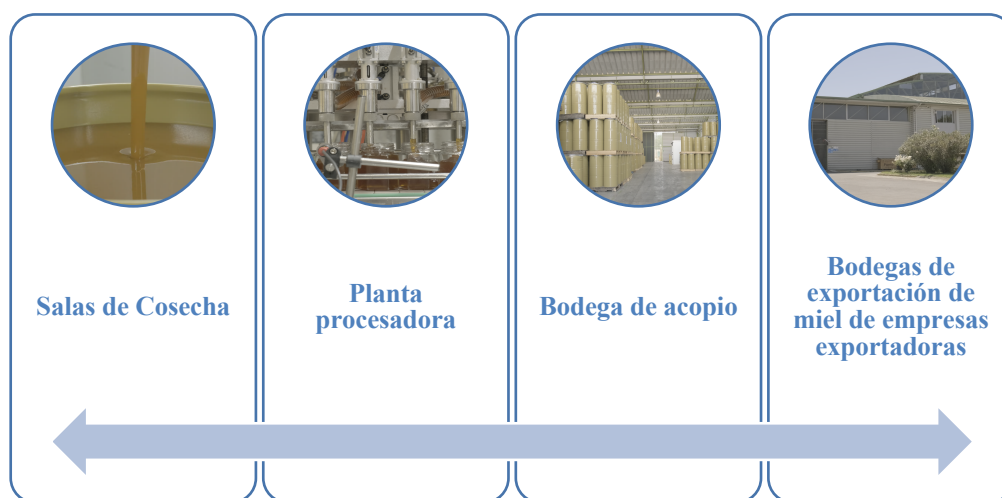 Salas de Cosecha
Planta
procesadora
Bodega de acopio
Bodegas de
exportación de
miel de empresas
exportadoras